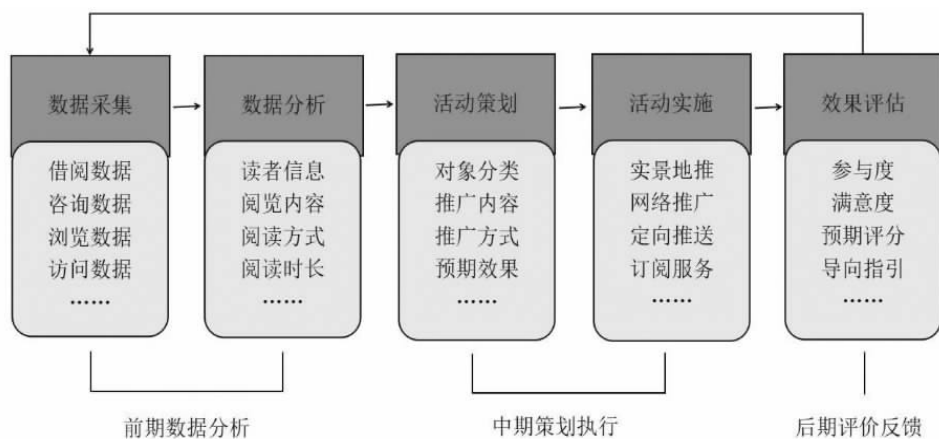 数据采集
数据分析
活动策划
活动实施
效果评估
借阅数据
咨询数据
浏览数据
访问数据
……
读者信息
阅览内容
阅读方式
阅读时长
……
对象分类
推广内容
推广方式
预期效果
……
实景地推
网络推广
定向推送
订阅服务
……
参与度
满意度
预期评分
导向指引
……
前期数据分析
中期策划执行
后期评价反馈